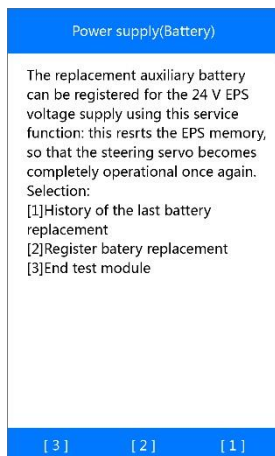 Power supply(Battery)
The replacement auxiliary battery
can be registered for the 24 V EPS
voltage supply using this service
function: this resrts the EPS memory,
so that the steering servo becomes
completely operational once again.
Selection:
[1]History of the last battery
replacement
[2]Register batery replacement
[3]End test module
[ 3 ] [ 2 ] [ 1 ]